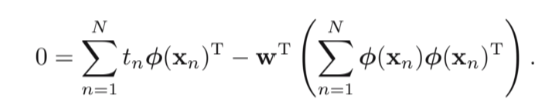 0 = \sum_{n=1}^{N} t_n \boldsymbol{\phi}(\mathbf{x}_n)^{\mathrm{T}} - \mathbf{w}^{\mathrm{T}} \left( \sum_{n=1}^{N} \boldsymbol{\phi}(\mathbf{x}_n) \boldsymbol{\phi}(\mathbf{x}_n)^{\mathrm{T}} \right).